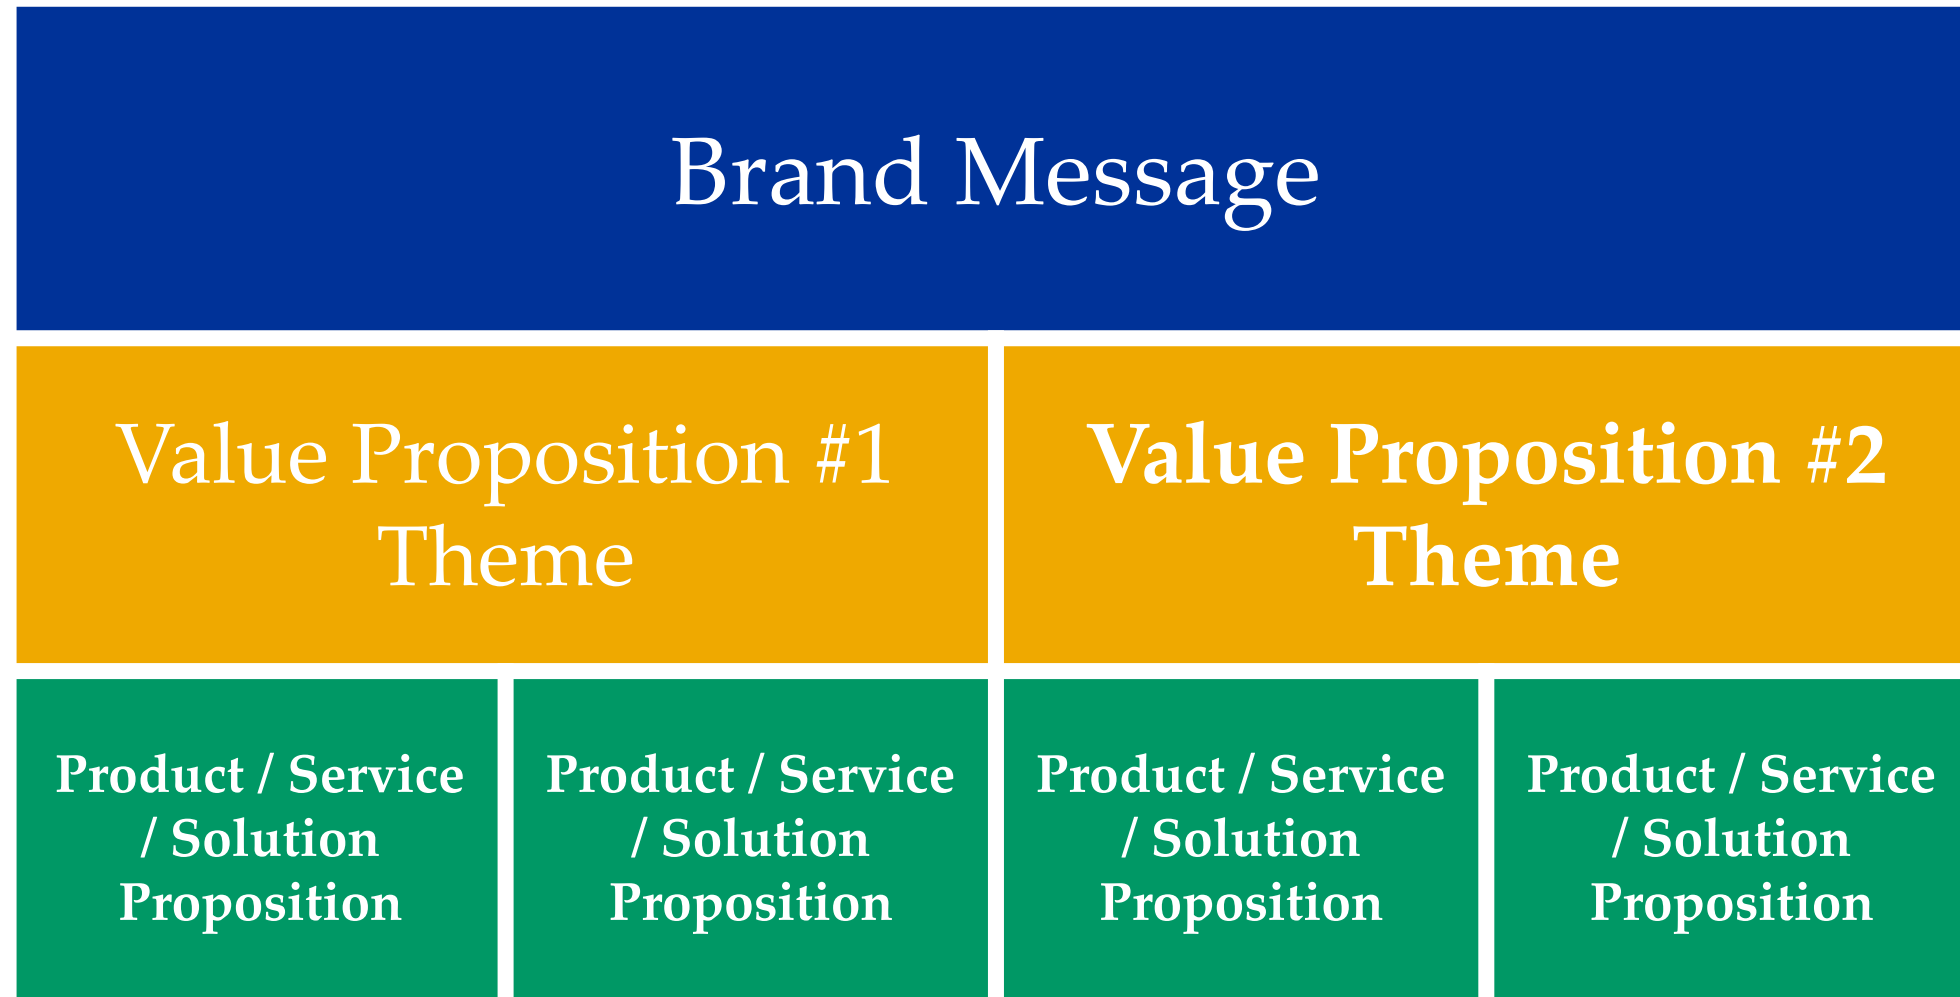 Brand Message
Value Proposition #1
Theme
Value Proposition #2
Theme
Product / Service
/ Solution
Proposition
Product / Service
/ Solution
Proposition
Product / Service
/ Solution
Proposition
Product / Service
/ Solution
Proposition